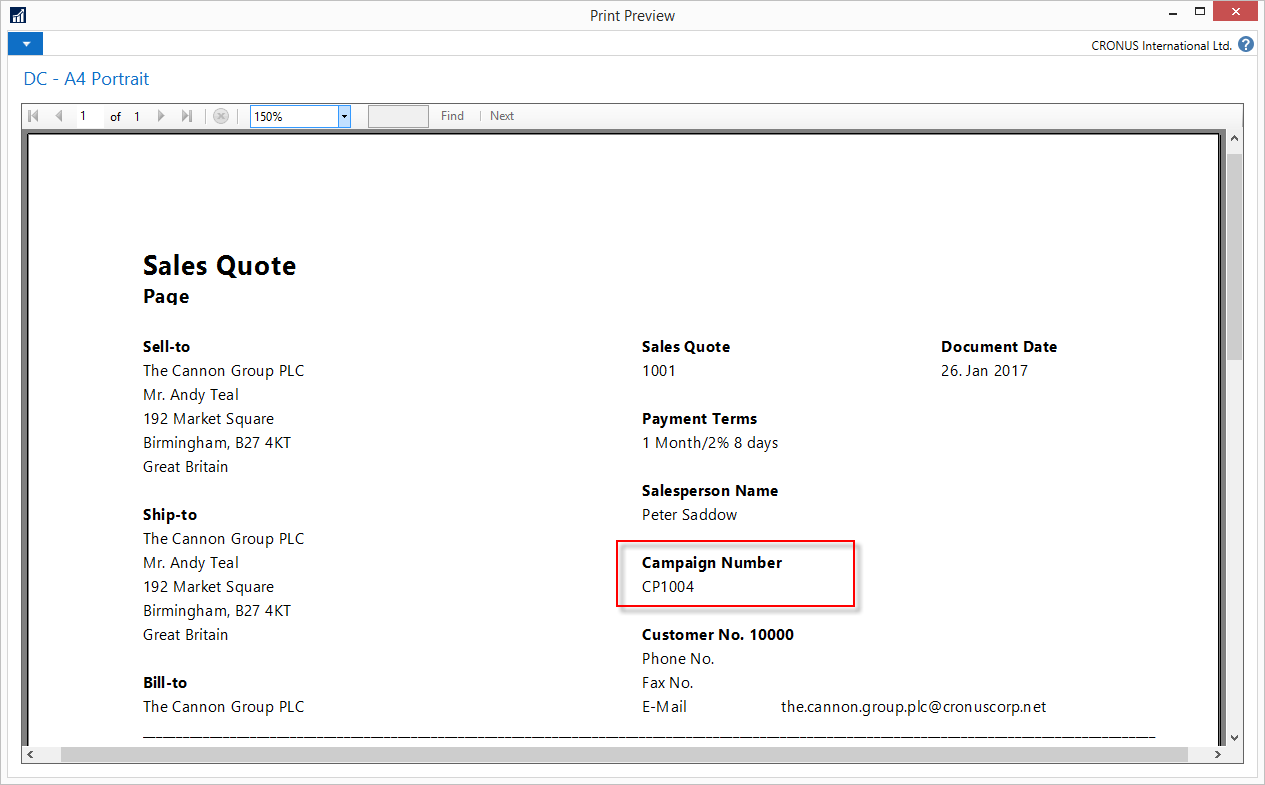 Print Preview
CRONUS International Ltd.
DC - A4 Portrait
1 of 1
150%
Find
Next
Sales Quote
Page
Sell-to
The Cannon Group PLC
Mr. Andy Teal
192 Market Square
Birmingham, B27 4KT
Great Britain
Ship-to
The Cannon Group PLC
Mr. Andy Teal
192 Market Square
Birmingham, B27 4KT
Great Britain
Bill-to
The Cannon Group PLC
Sales Quote
1001
Payment Terms
1 Month/2% 8 days
Salesperson Name
Peter Saddow
Campaign Number
CP1004
Customer No. 10000
Phone No.
Fax No.
E-Mail the.cannon.group.plc@cronuscorp.net
Document Date
26. Jan 2017